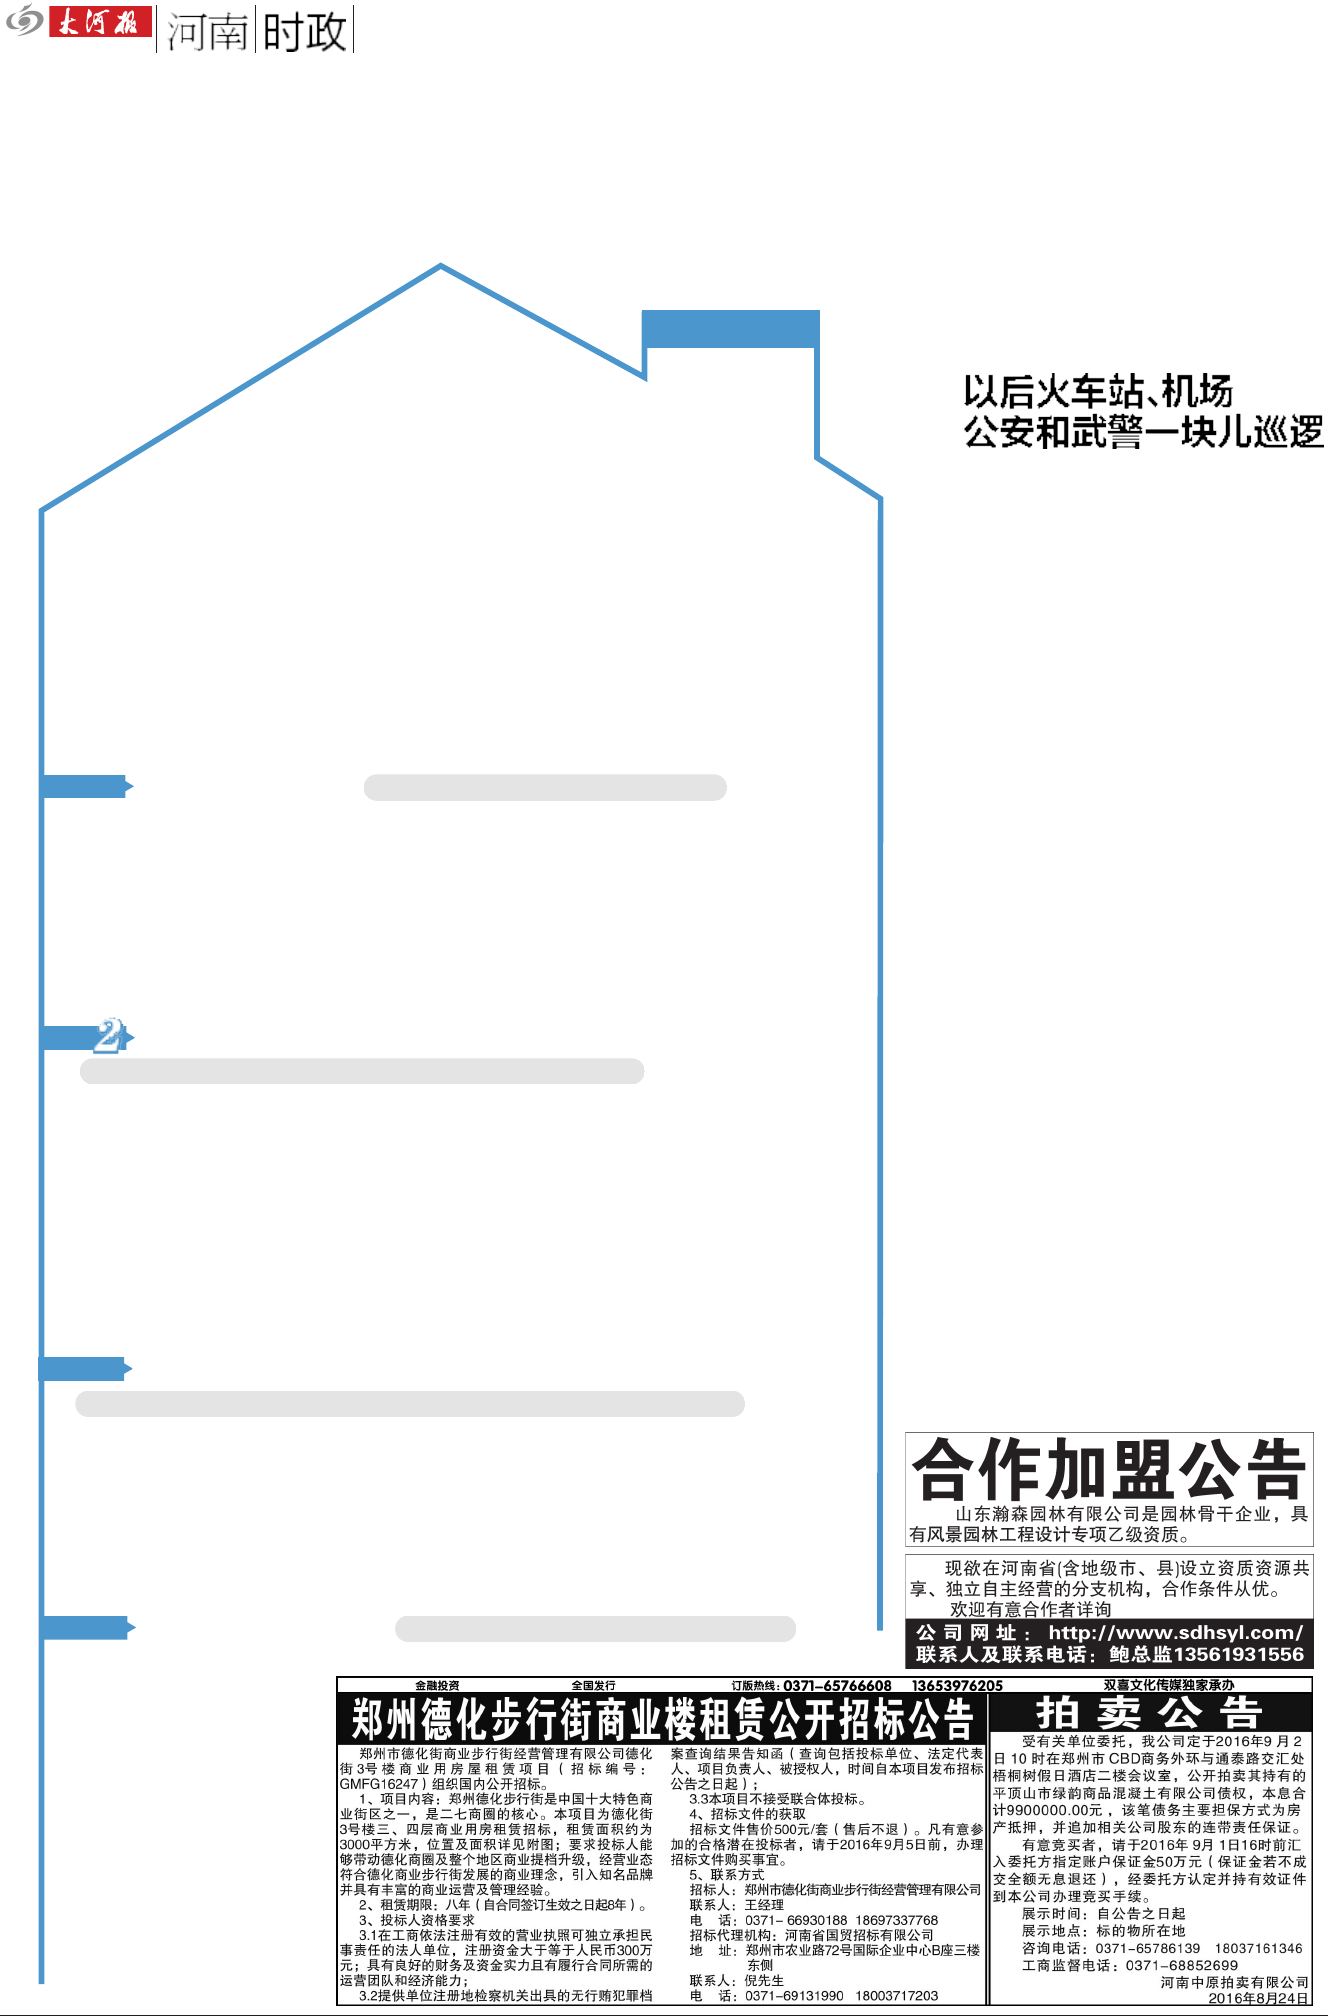 大河报
河南 时政
以后火车站、机场
公安和武警一块儿巡逻
2
合作加盟公告
山东瀚森园林有限公司是园林骨干企业，具
有风景园林工程设计专项乙级资质。
现欲在河南省(含地级市、县)设立资质资源共
享、独立自主经营的分支机构，合作条件从优。
欢迎有意合作者详询
公司网址：http://www.sdhsyl.com/
联系人及联系电话：鲍总监13561931556
金融投资 全国发行 订版热线：0371-65766608 13653976205 双喜文化传媒独家承办
郑州德化步行街商业楼租赁公开招标公告
郑州市德化街商业步行街经营管理有限公司德化
街3号楼商业用房屋租赁项目（招标编号：
GMFG16247）组织国内公开招标。
1、项目内容：郑州德化步行街是中国十大特色商
业街区之一，是二七商圈的核心。本项目为德化街
3号楼三、四层商业用房租赁招标，租赁面积约为
3000平方米，位置及面积详见附图；要求投标人能
够带动德化商圈及整个地区商业提档升级，经营业态
符合德化商业步行街发展的商业理念，引入知名品牌
并具有丰富的商业运营及管理经验。
2、租赁期限：八年（自合同签订生效之日起8年）。
3、投标人资格要求
3.1在工商依法注册有效的营业执照可独立承担民
事责任的法人单位，注册资金大于等于人民币300万
元；具有良好的财务及资金实力且有履行合同所需的
运营团队和经济能力；
3.2提供单位注册地检察机关出具的无行贿犯罪档
案查询结果告知函（查询包括投标单位、法定代表
人、项目负责人、被授权人，时间自本项目发布招标
公告之日起）；
3.3本项目不接受联合体投标。
4、招标文件的获取
招标文件售价500元/套（售后不退）。凡有意参
加的合格潜在投标者，请于2016年9月5日前，办理
招标文件购买事宜。
5、联系方式
招标人：郑州市德化街商业步行街经营管理有限公司
联系人：王经理
电 话：0371-66930188 18697337768
招标代理机构：河南省国贸招标有限公司
地 址：郑州市农业路72号国际企业中心B座三楼
东侧
联系人：倪先生
电 话：0371-69131990 18003717203
拍卖公告
受有关单位委托，我公司定于2016年9月2
日10时在郑州市CBD商务外环与通泰路交汇处
梧桐树假日酒店二楼会议室，公开拍卖其持有的
平顶山市绿韵商品混凝土有限公司债权，本息合
计9900000.00元，该笔债务主要担保方式为房
产抵押，并追加相关公司股东的连带责任保证。
有意竞买者，请于2016年9月1日16时前汇
入委托方指定账户保证金50万元（保证金若不成
交全额无息退还），经委托方认定并持有效证件
到本公司办理竞买手续。
展示时间：自公告之日起
展示地点：标的物所在地
咨询电话：0371-65786139 18037161346
工商监督电话：0371-68852699
河南中原拍卖有限公司
2016年8月24日